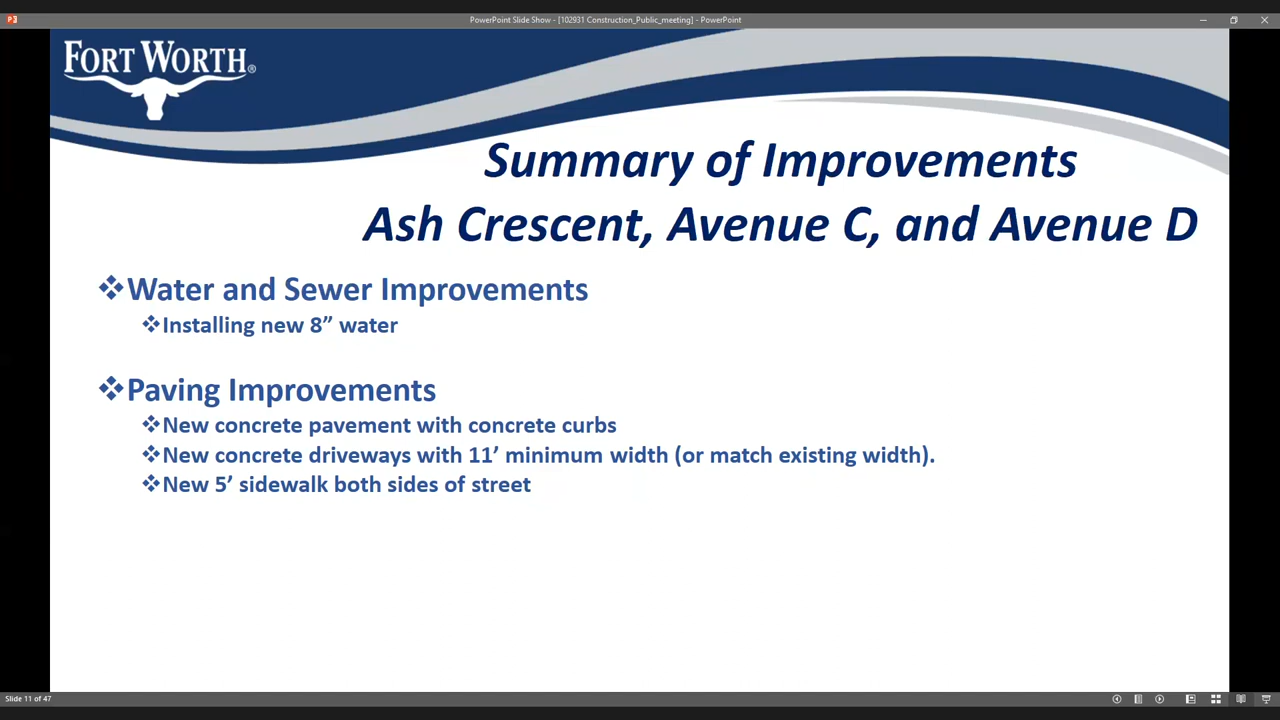 PowerPoint Slide Show - [102931 Construction_Public_meeting] - PowerPoint
FORT WORTH®
Summary of Improvements
Ash Crescent, Avenue C, and Avenue D
❖Water and Sewer Improvements
❖Installing new 8” water
❖Paving Improvements
❖New concrete pavement with concrete curbs
❖New concrete driveways with 11’ minimum width (or match existing width).
❖New 5’ sidewalk both sides of street
Slide 11 of 47